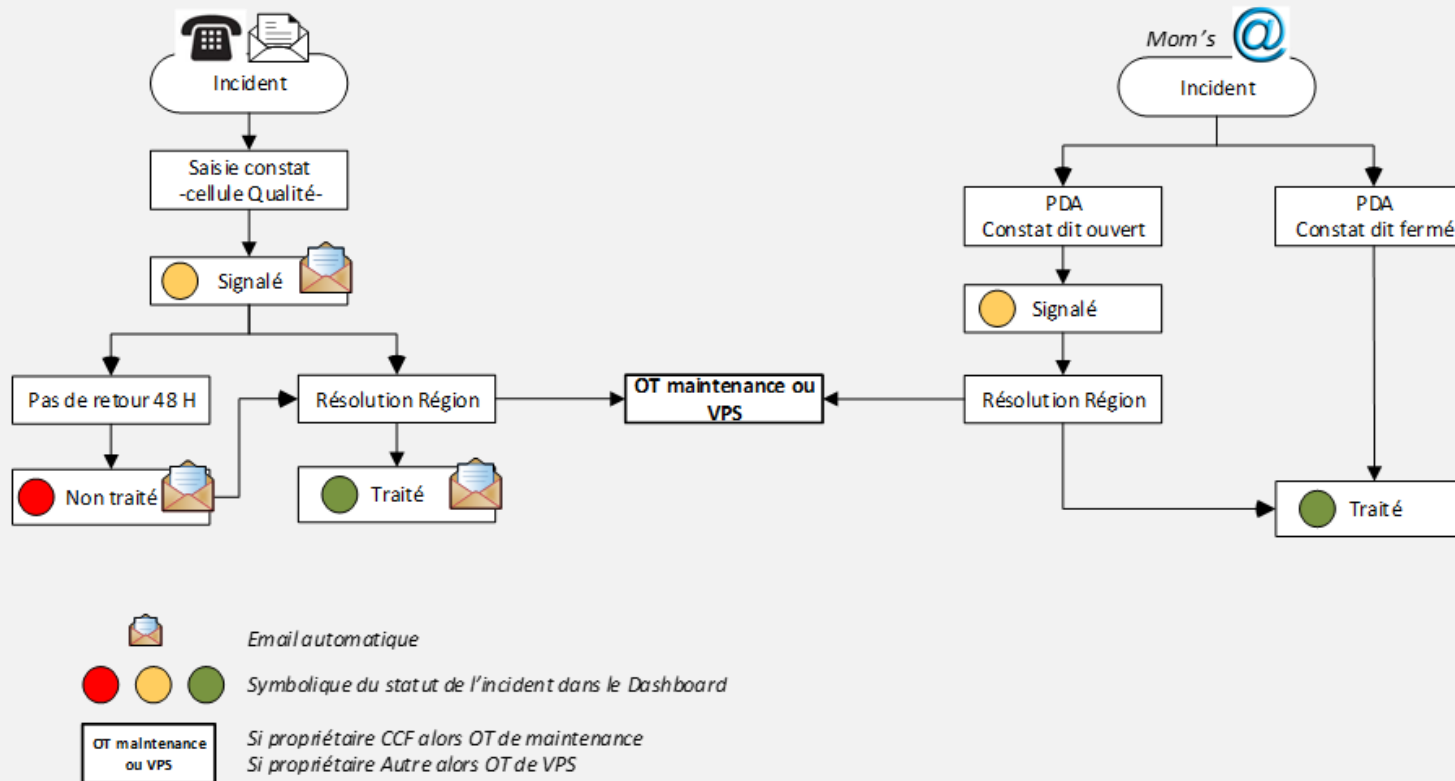 Incident
Saisie constat
-cellule Qualité-
Signalé
Pas de retour 48 H
Résolution Région
Non traité
Traité
OT maintenance ou
VPS
Mom's
Incident
PDA
Constat dit ouvert
PDA
Constat dit fermé
Signalé
Résolution Région
Traité
Email automatique
Symbolique du statut de l'incident dans le Dashboard
OT maintenance
ou VPS
Si propriétaire CCF alors OT de maintenance
Si propriétaire Autre alors OT de VPS